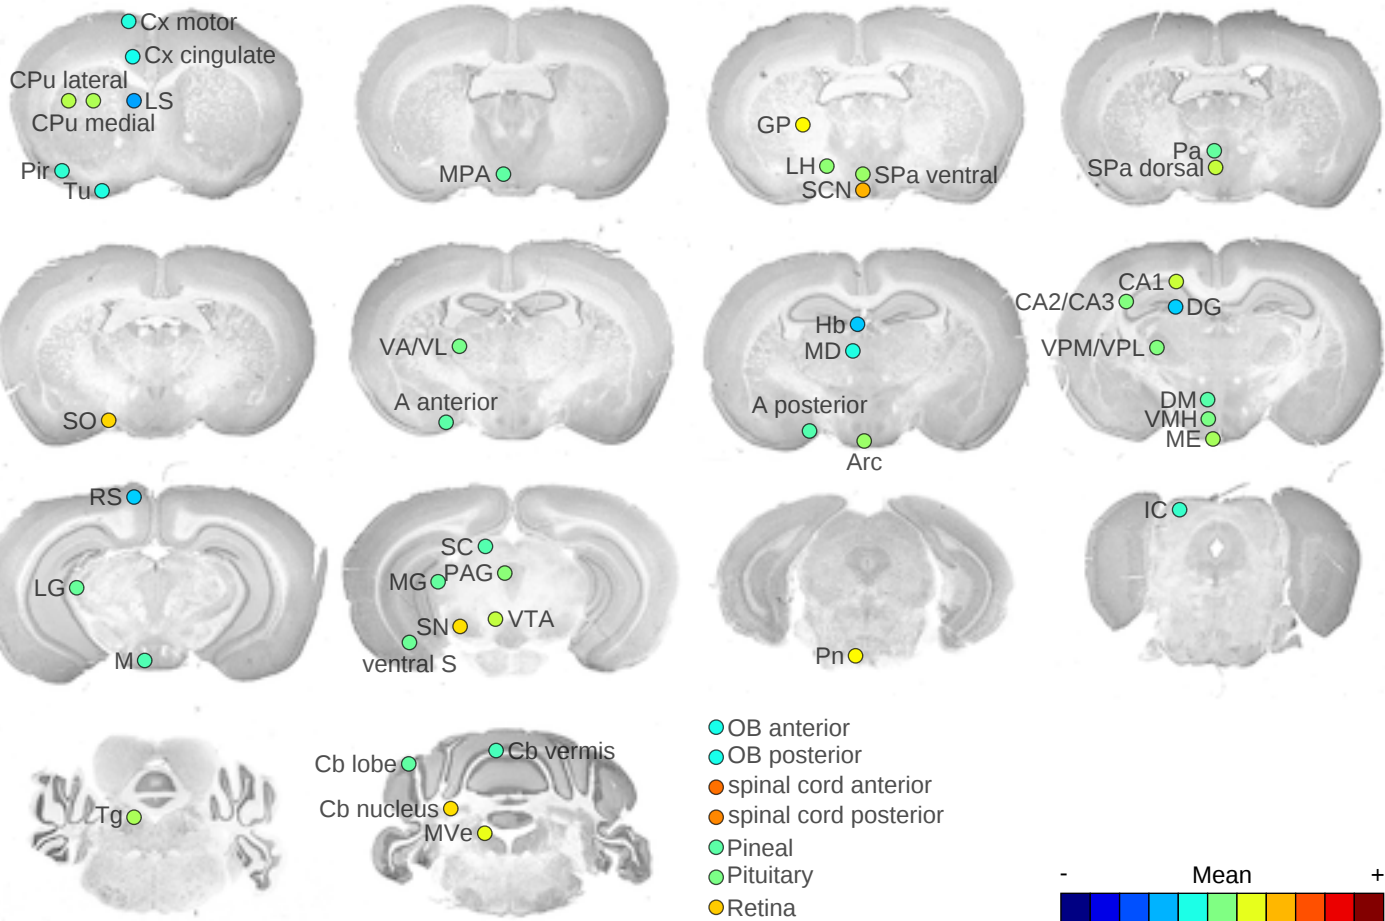 Cx motor
Cx cingulate
CPu lateral
LS
CPu medial
Pir
Tu
MPA
GP
LH
SPa ventral
SCN
Pa
SPa dorsal
SO
VA/VL
A anterior
Hb
MD
A posterior
Arc
CA1
CA2/CA3
DG
VPM/VPL
DM
VMH
ME
RS
LG
M
SC
PAG
MG
SN
VTA
ventral S
Pn
IC
Tg
Cb lobe
Cb vermis
Cb nucleus
MVe
OB anterior
OB posterior
spinal cord anterior
spinal cord posterior
Pineal
Pituitary
Retina
- Mean +